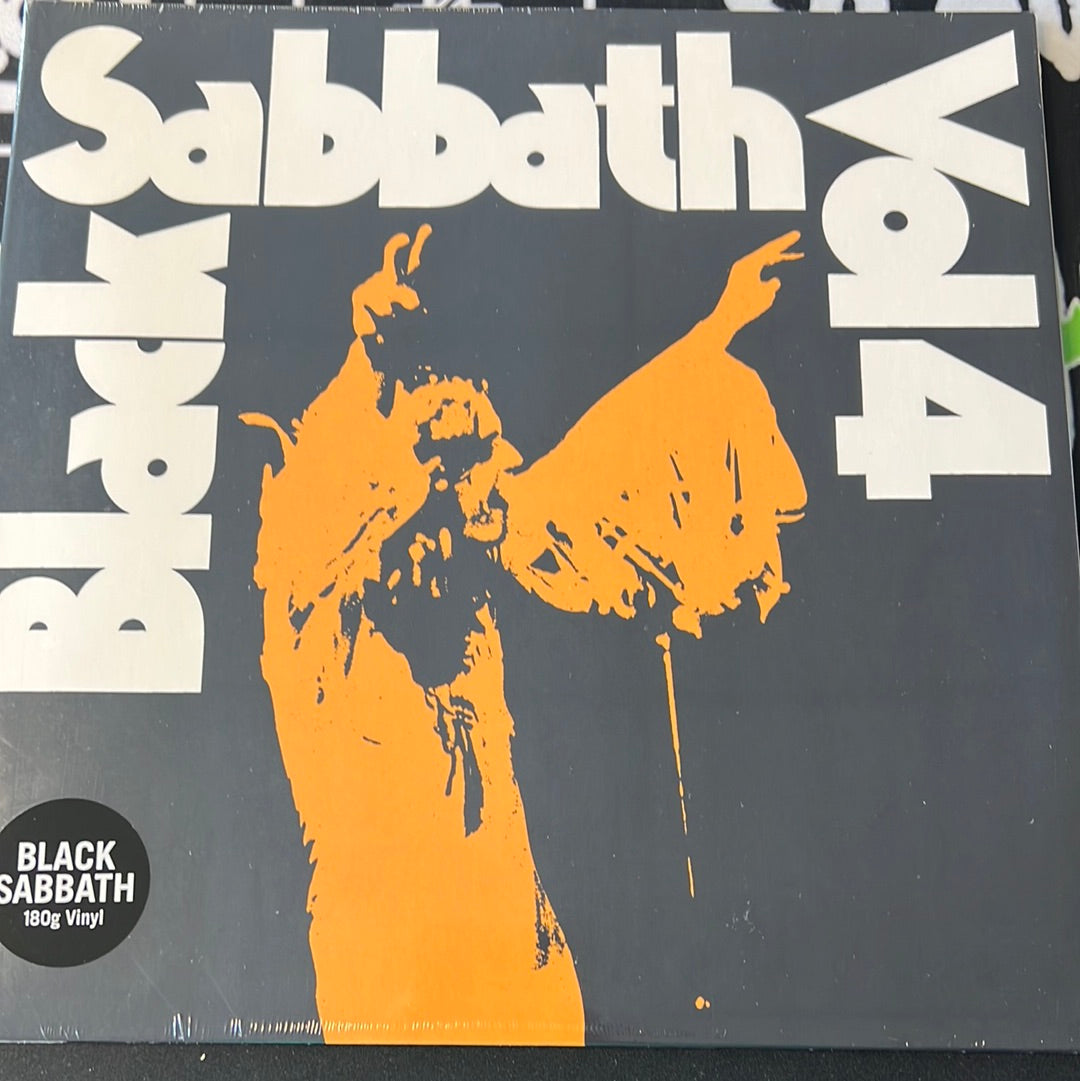 Black
Sabbath
Vol 4
BLACK
SABBATH
180g Vinyl